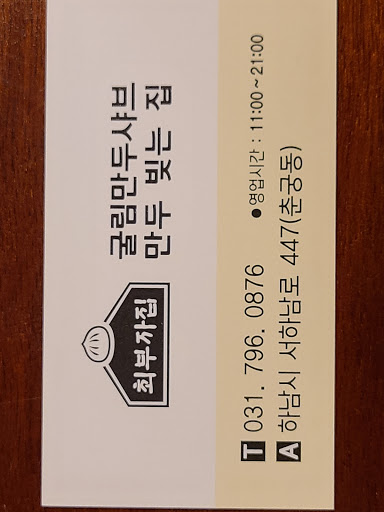 최부자집
굴림만두샤브
만두 빚는 집
T 031. 796. 0876 ●영업시간 : 11:00~21:00
A 하남시 서하남로 447(춘궁동)